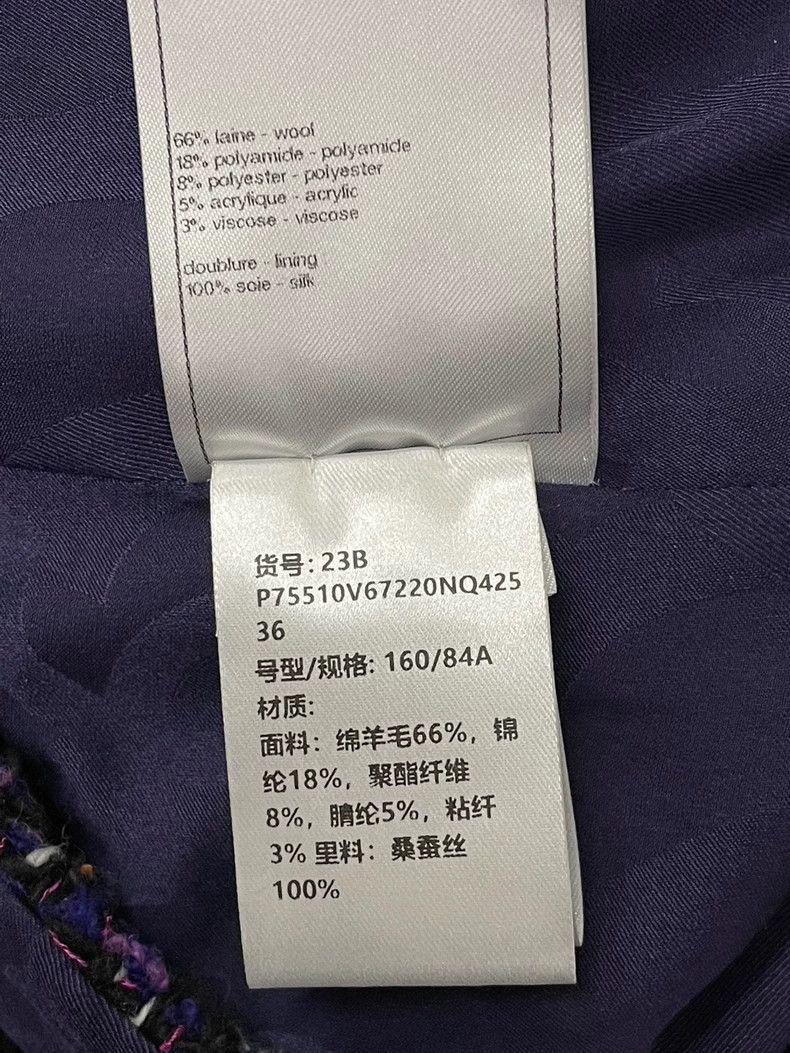 66% laine - wool
18% polyamide - polyamide
8% polyester - polyester
5% acrylique - acrylic
3% viscose - viscose
doublure - lining
100% soie - silk
货号: 23B
P75510V67220NQ425
36
号型/规格: 160/84A
材质:
面料：绵羊毛66%，锦
纶18%，聚酯纤维
8%，腈纶5%，粘纤
3% 里料：桑蚕丝
100%